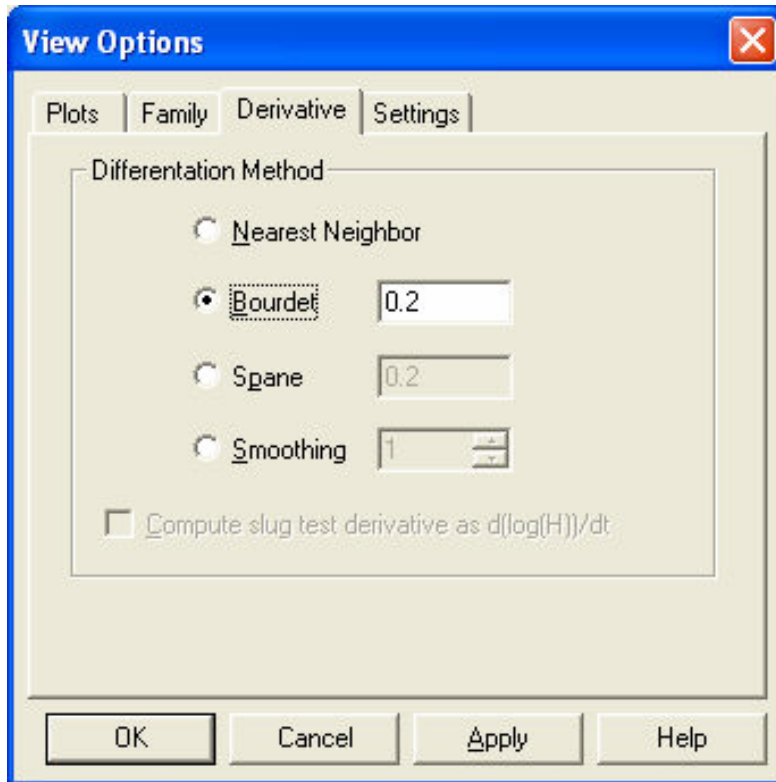 View Options
Plots Family Derivative Settings
Differentation Method
Nearest Neighbor
Bourdet 0.2
Spane 0.2
Smoothing 1
Compute slug test derivative as d(log(H))/dt
OK Cancel Apply Help